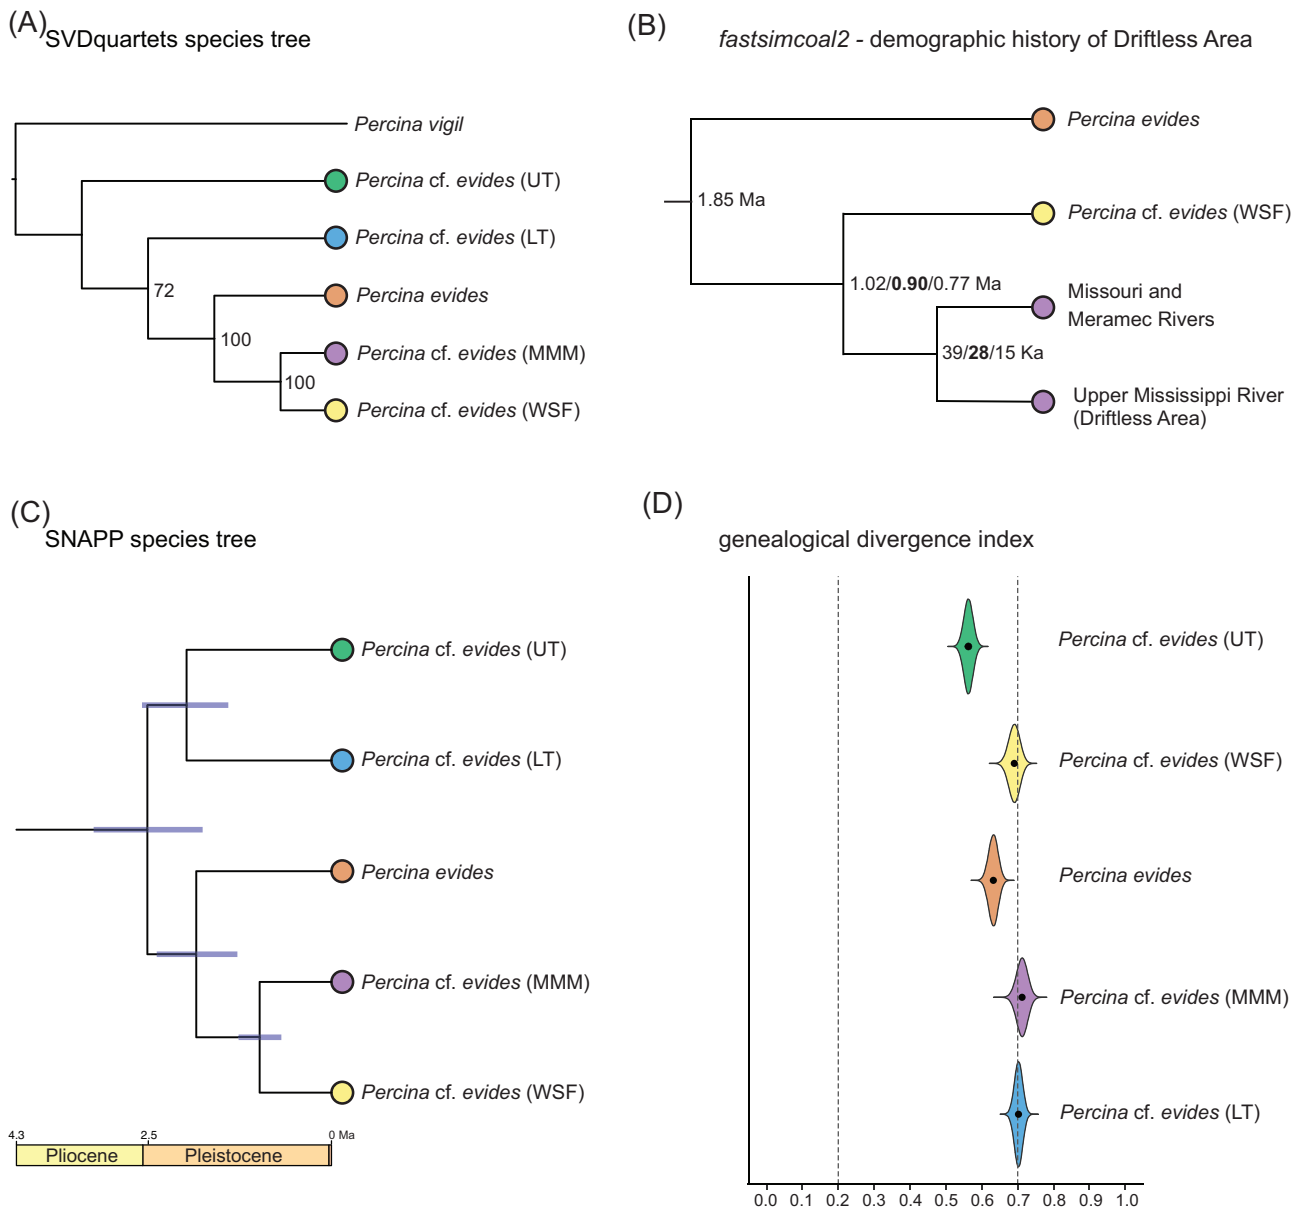 (A)
SVDquartets species tree
Percina vigil
Percina cf. evides (UT)
Percina cf. evides (LT)
72
Percina evides
100
Percina cf. evides (MMM)
100
Percina cf. evides (WSF)
(B)
fastsimcoal2 - demographic history of Driftless Area
Percina evides
1.85 Ma
Percina cf. evides (WSF)
1.02/0.90/0.77 Ma
Missouri and
Meramec Rivers
39/28/15 Ka
Upper Mississippi River
(Driftless Area)
(C)
SNAPP species tree
Percina cf. evides (UT)
Percina cf. evides (LT)
Percina evides
Percina cf. evides (MMM)
Percina cf. evides (WSF)
4.3 2.5 0 Ma
Pliocene Pleistocene
(D)
genealogical divergence index
Percina cf. evides (UT)
Percina cf. evides (WSF)
Percina evides
Percina cf. evides (MMM)
Percina cf. evides (LT)
0.0 0.1 0.2 0.3 0.4 0.5 0.6 0.7 0.8 0.9 1.0